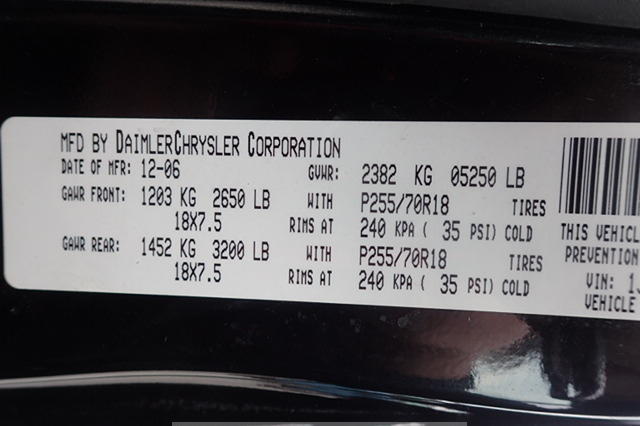 MFD BY DAIMLERCHRYSLER CORPORATION
DATE OF MFR: 12-06 GVWR: 2382 KG 05250 LB
GAWR FRONT: 1203 KG 2650 LB WITH P255/70R18 TIRES
18X7.5 RIMS AT 240 KPA ( 35 PSI) COLD
GAWR REAR: 1452 KG 3200 LB WITH P255/70R18 TIRES
18X7.5 RIMS AT 240 KPA ( 35 PSI) COLD
THIS VEHICL
PREVENTION
VIN: 1J
VEHICLE